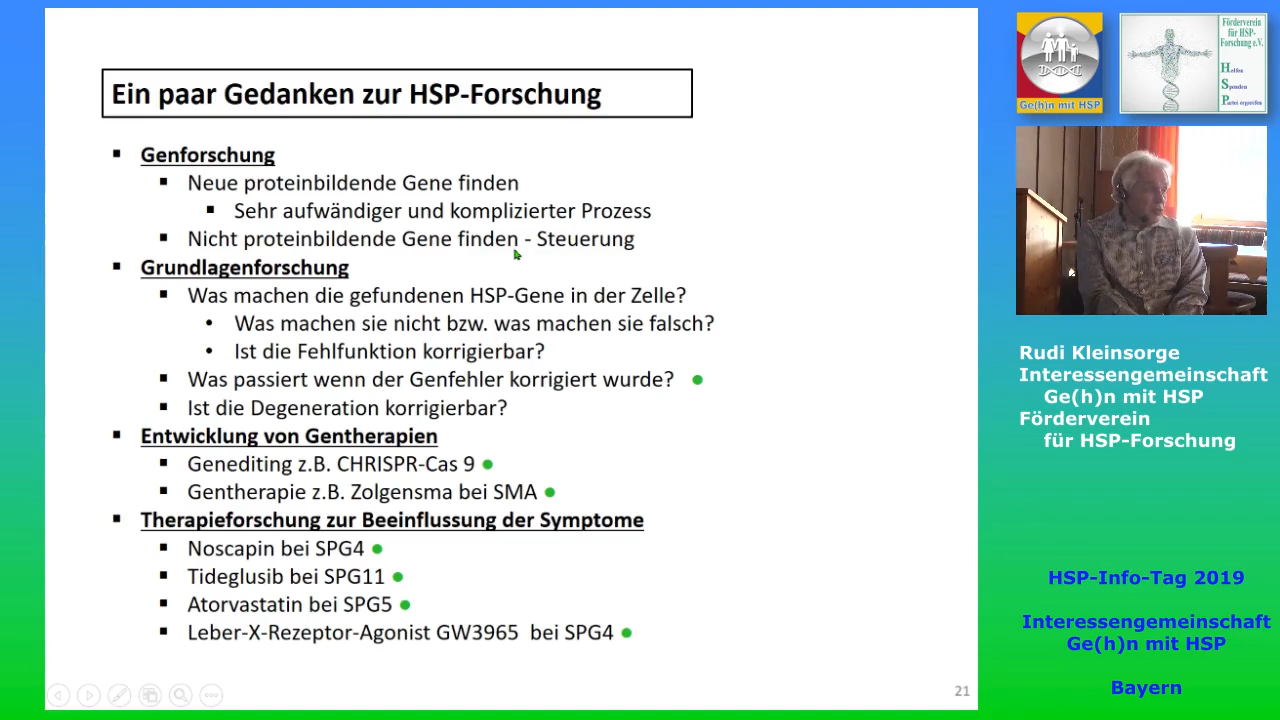 Ein paar Gedanken zur HSP-Forschung
Genforschung
Neue proteinbildende Gene finden
Sehr aufwändiger und komplizierter Prozess
Nicht proteinbildende Gene finden - Steuerung
Grundlagenforschung
Was machen die gefundenen HSP-Gene in der Zelle?
Was machen sie nicht bzw. was machen sie falsch?
Ist die Fehlfunktion korrigierbar?
Was passiert wenn der Genfehler korrigiert wurde?
Ist die Degeneration korrigierbar?
Entwicklung von Gentherapien
Genediting z.B. CHRISPR-Cas 9
Gentherapie z.B. Zolgensma bei SMA
Therapieforschung zur Beeinflussung der Symptome
Noscapin bei SPG4
Tideglusib bei SPG11
Atorvastatin bei SPG5
Leber-X-Rezeptor-Agonist GW3965 bei SPG4
21
Ge(h)n mit HSP
Förderverein
für HSP-
Forschung e.V.
Helfen
Spenden
Partei ergreifen
Rudi Kleinsorge
Interessengemeinschaft
Ge(h)n mit HSP
Förderverein
für HSP-Forschung
HSP-Info-Tag 2019
Interessengemeinschaft
Ge(h)n mit HSP
Bayern